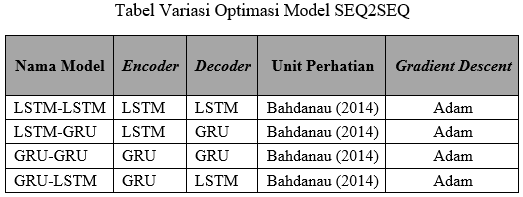 Tabel Variasi Optimasi Model SEQ2SEQ
Nama Model Encoder Decoder Unit Perhatian Gradient Descent
LSTM-LSTM LSTM LSTM Bahdanau (2014) Adam
LSTM-GRU LSTM GRU Bahdanau (2014) Adam
GRU-GRU GRU GRU Bahdanau (2014) Adam
GRU-LSTM GRU LSTM Bahdanau (2014) Adam